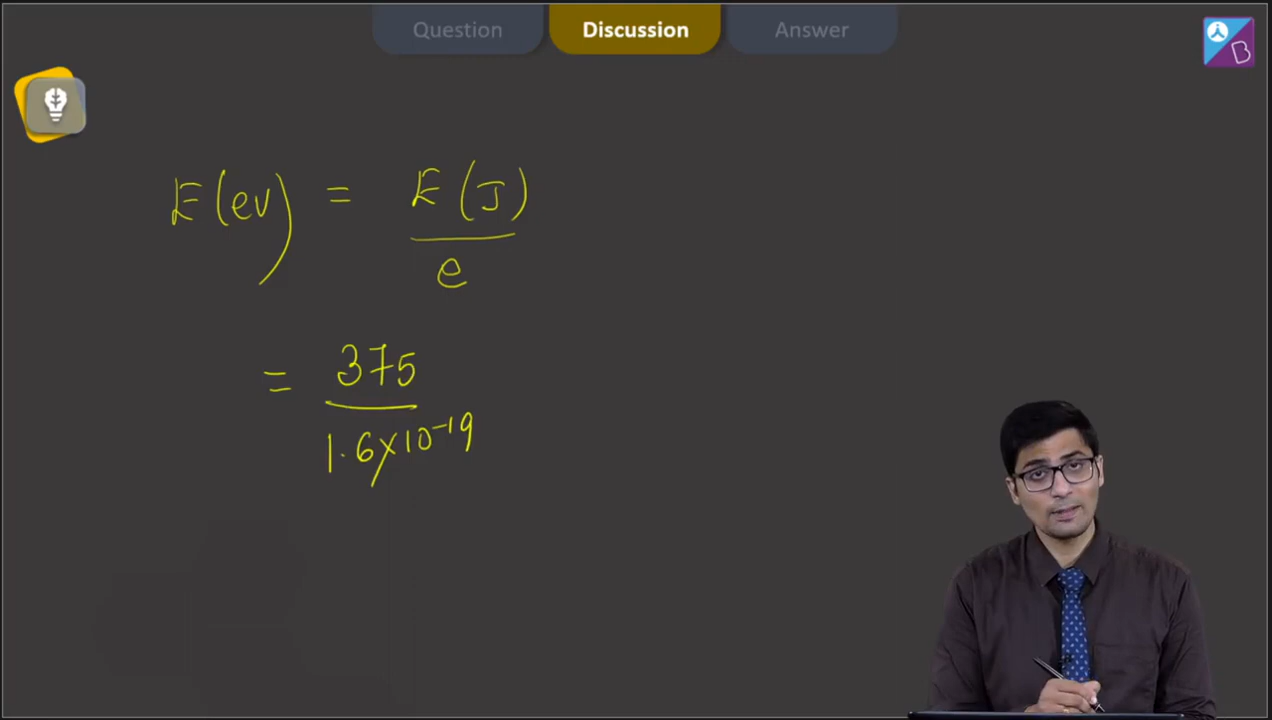 Question
Discussion
Answer
B
E(ev) = E(J)
e
= 375
1.6×10⁻¹⁹